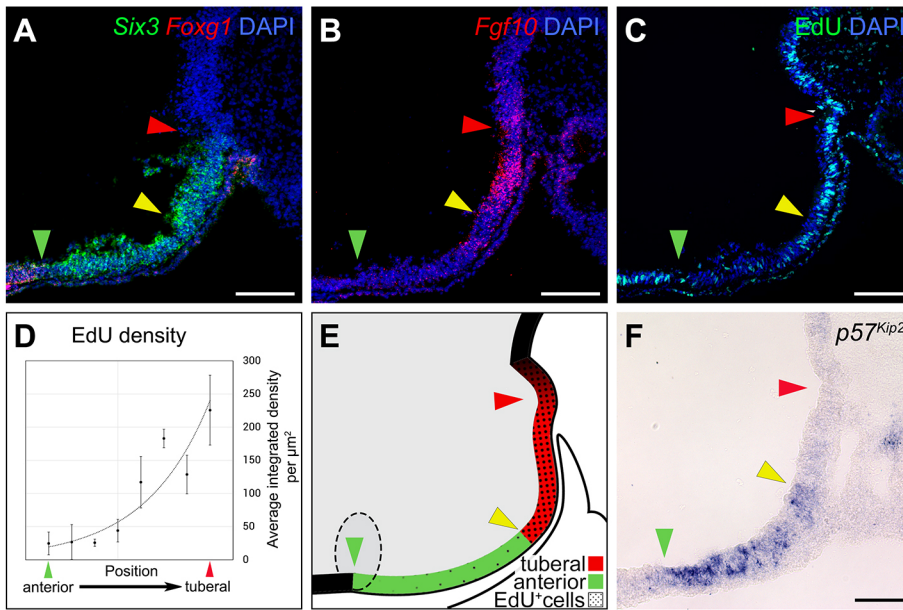 A
Six3 Foxg1 DAPI
B
Fgf10 DAPI
C
EdU DAPI
D
EdU density
300
250
200
150
100
50
0
Average integrated density
per µm²
Position
anterior
tuberal
E
tuberal
anterior
EdU⁺cells
F
p57ᴷⁱᵖ²